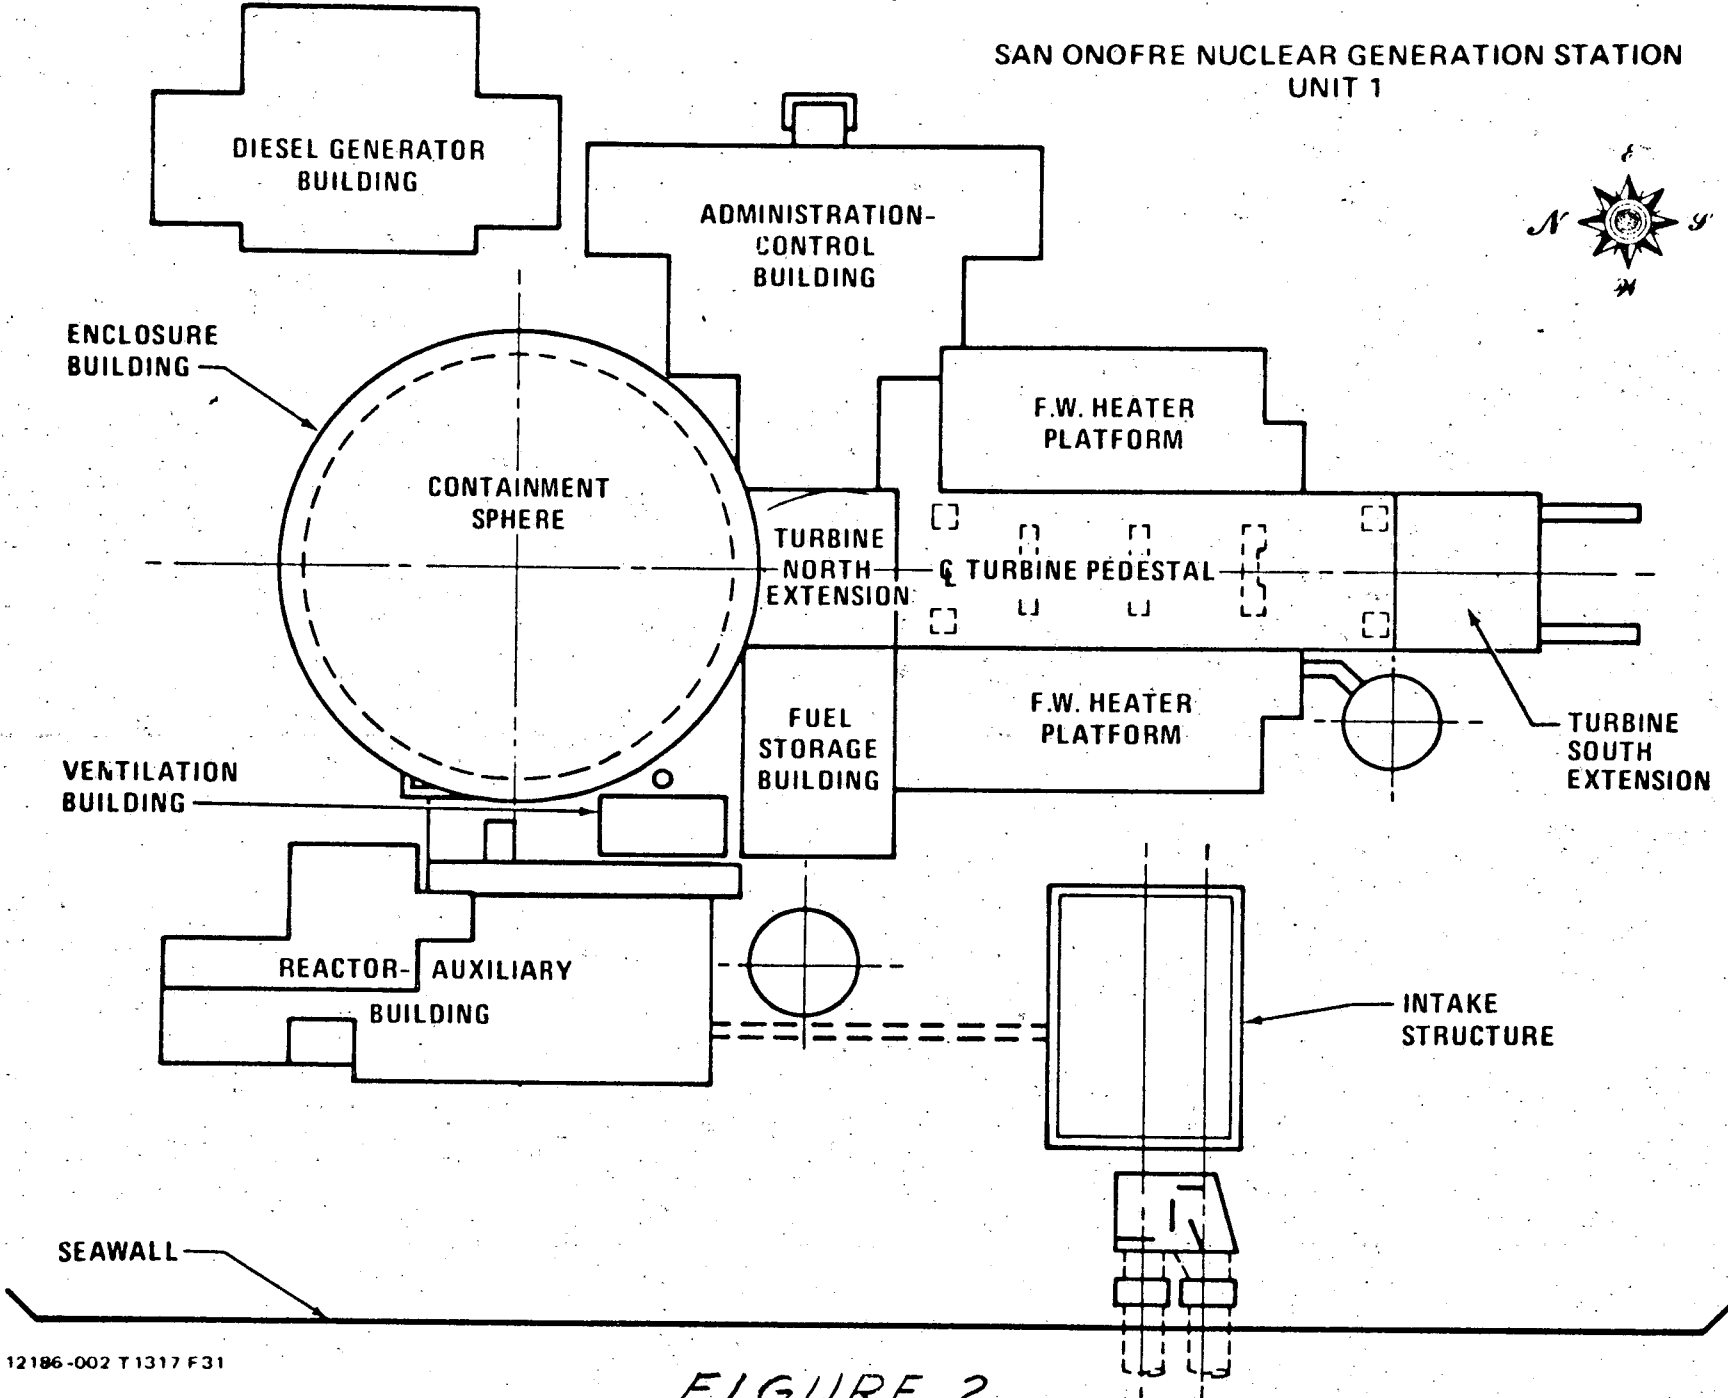 SAN ONOFRE NUCLEAR GENERATION STATION
UNIT 1
DIESEL GENERATOR
BUILDING
ADMINISTRATION-
CONTROL
BUILDING
E
N
S
W
ENCLOSURE
BUILDING
F.W. HEATER
PLATFORM
CONTAINMENT
SPHERE
TURBINE
NORTH
EXTENSION
℄ TURBINE PEDESTAL
FUEL
STORAGE
BUILDING
F.W. HEATER
PLATFORM
TURBINE
SOUTH
EXTENSION
VENTILATION
BUILDING
REACTOR- AUXILIARY
BUILDING
INTAKE
STRUCTURE
SEAWALL
12186-002 T 1317 F31
FIGURE 2